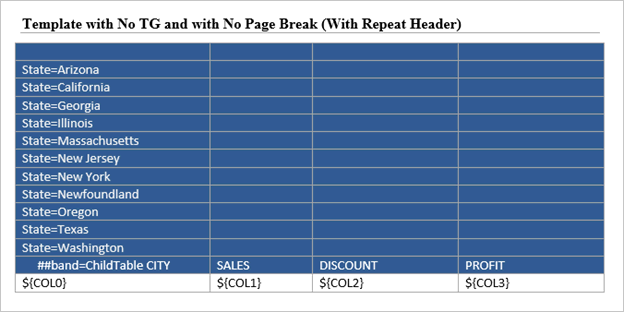 Template with No TG and with No Page Break (With Repeat Header)
State=Arizona
State=California
State=Georgia
State=Illinois
State=Massachusetts
State=New Jersey
State=New York
State=Newfoundland
State=Oregon
State=Texas
State=Washington
##band=ChildTable CITY SALES DISCOUNT PROFIT
${COL0} ${COL1} ${COL2} ${COL3}